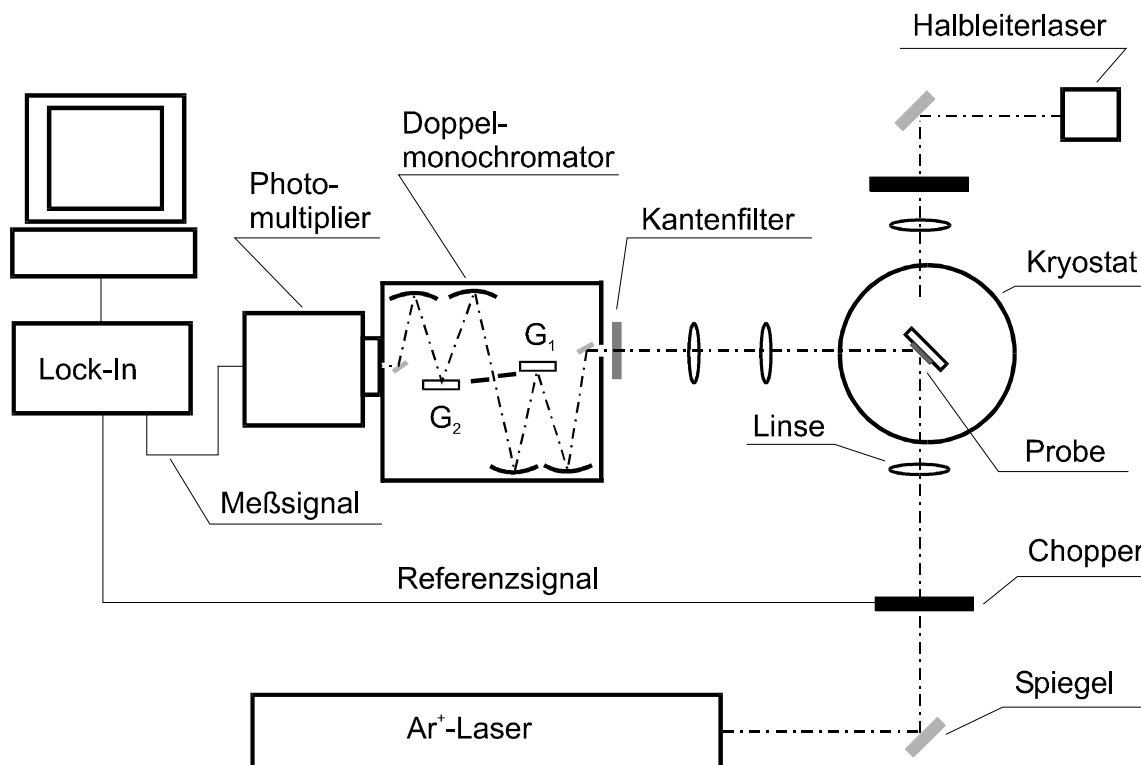 Halbleiterlaser
Doppel-
monochromator
Photo-
multiplier
Kantenfilter
Kryostat
G1
G2
Lock-In
Linse
Probe
Meßsignal
Chopper
Referenzsignal
Spiegel
Ar+-Laser